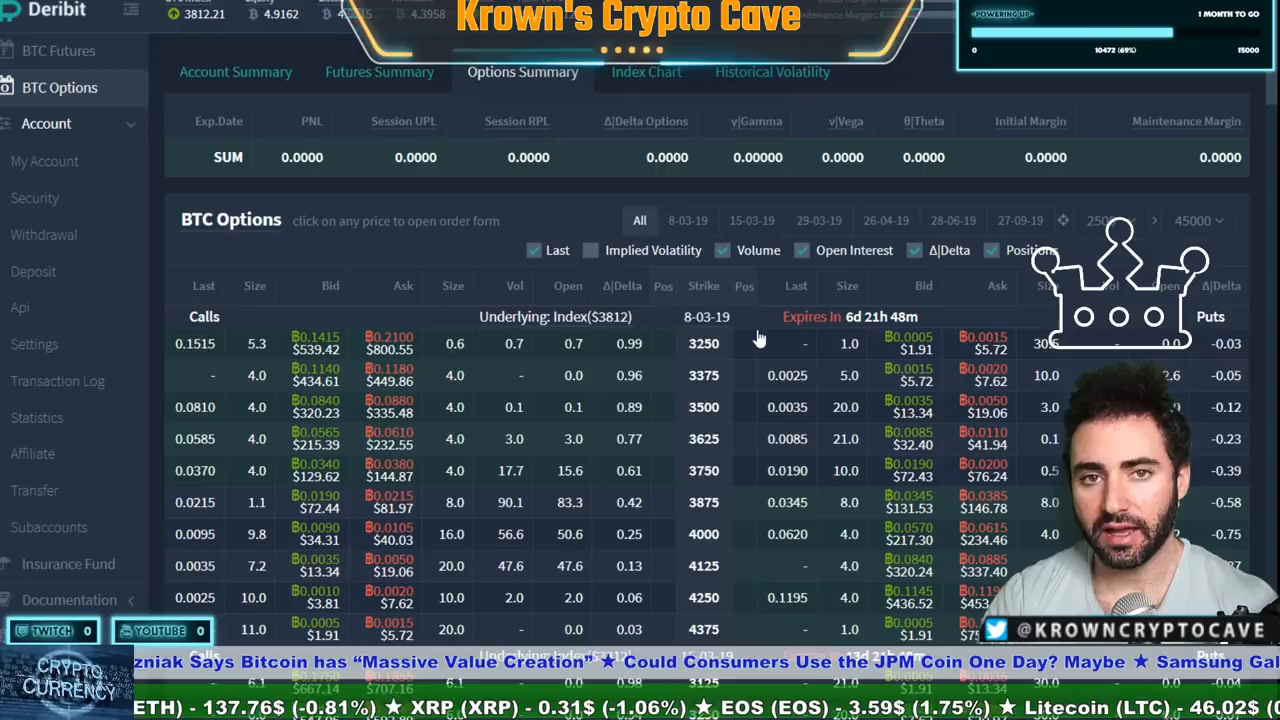 Deribit
3812.21
Equity
฿ 4.9162
฿ 4.3958
Krown's Crypto Cave
POWERING UP
1 MONTH TO GO
0 10472 (69%) 15000
BTC Futures
BTC Options
Account
My Account
Security
Withdrawal
Deposit
Api
Settings
Transaction Log
Statistics
Affiliate
Transfer
Subaccounts
Insurance Fund
Documentation
Account Summary Futures Summary Options Summary Index Chart Historical Volatility
Exp.Date PNL Session UPL Session RPL Δ|Delta Options γ|Gamma ν|Vega θ|Theta Initial Margin Maintenance Margin
SUM 0.0000 0.0000 0.0000 0.0000 0.00000 0.0000 0.0000 0.0000 0.0000
BTC Options click on any price to open order form All 8-03-19 15-03-19 29-03-19 26-04-19 28-06-19 27-09-19 45000
Last Implied Volatility Volume Open Interest Δ|Delta
Last Size Bid Ask Size Vol Open Δ|Delta Pos Strike Pos Last Size Bid Ask Δ|Delta
Calls Underlying: Index($3812) 8-03-19 Expires In 6d 21h 48m Puts
0.1515 5.3 ฿0.1415 ฿0.2100 0.6 0.7 0.7 0.99 3250 - 1.0 ฿0.0005 ฿0.0015 -0.03
$539.42 $800.55 $1.91 $5.72
- 4.0 ฿0.1140 ฿0.1180 4.0 - 0.0 0.96 3375 0.0025 5.0 ฿0.0015 ฿0.0020 10.0 -0.05
$434.61 $449.86 $5.72 $7.62
0.0810 4.0 ฿0.0840 ฿0.0880 4.0 0.1 0.1 0.89 3500 0.0035 20.0 ฿0.0035 ฿0.0050 3.0 -0.12
$320.23 $335.48 $13.34 $19.06
0.0585 4.0 ฿0.0565 ฿0.0610 4.0 3.0 3.0 0.77 3625 0.0085 21.0 ฿0.0085 ฿0.0110 0.1 -0.23
$215.39 $232.55 $32.40 $41.94
0.0370 4.0 ฿0.0340 ฿0.0380 4.0 17.7 15.6 0.61 3750 0.0190 10.0 ฿0.0190 ฿0.0200 0.5 -0.39
$129.62 $144.87 $72.43 $76.24
0.0215 1.1 ฿0.0190 ฿0.0215 8.0 90.1 83.3 0.42 3875 0.0345 8.0 ฿0.0345 ฿0.0385 8.0 -0.58
$72.44 $81.97 $131.53 $146.78
0.0095 9.8 ฿0.0090 ฿0.0105 16.0 56.6 50.6 0.25 4000 0.0620 4.0 ฿0.0570 ฿0.0615 4.0 -0.75
$34.31 $40.03 $217.30 $234.46
0.0035 7.2 ฿0.0035 ฿0.0050 20.0 47.6 47.6 0.13 4125 - 4.0 ฿0.0840 ฿0.0885
$13.34 $19.06 $320.24 $337.40
0.0025 10.0 ฿0.0010 ฿0.0020 10.0 2.0 2.0 0.06 4250 0.1195 4.0 ฿0.1145
$3.81 $7.62 $436.52
11.0 ฿0.0005 ฿0.0015 20.0 - 0.0 0.03 4375 - 1.0 ฿0.0005
$1.91 $5.72 $1.91
TWITCH 0 YOUTUBE 0
@KROWNCRYPTOCAVE
CRYPTO CURRENCY
zniak Says Bitcoin has “Massive Value Creation” ★ Could Consumers Use the JPM Coin One Day? Maybe ★ Samsung Gal
ETH) - 137.76$ (-0.81%) ★ XRP (XRP) - 0.31$ (-1.06%) ★ EOS (EOS) - 3.59$ (1.75%) ★ Litecoin (LTC) - 46.02$ (0